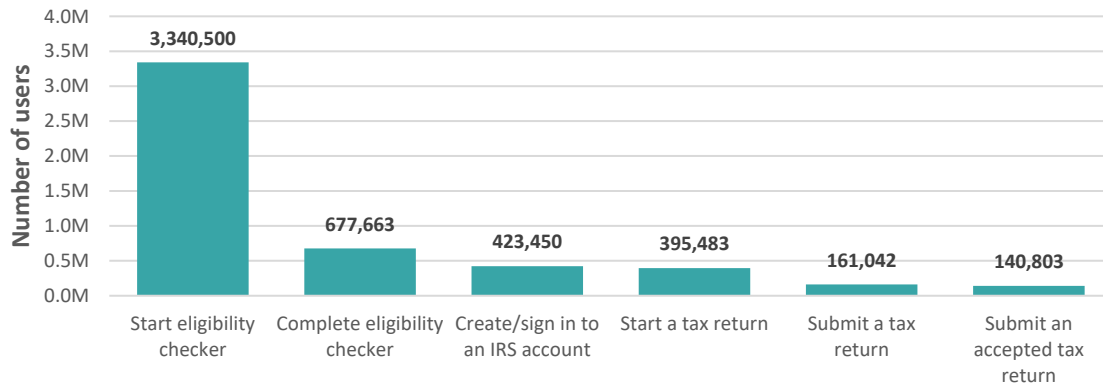 Number of users
4.0M
3.5M
3.0M
2.5M
2.0M
1.5M
1.0M
0.5M
0.0M
3,340,500
677,663
423,450
395,483
161,042
140,803
Start eligibility
checker
Complete eligibility
checker
Create/sign in to
an IRS account
Start a tax return
Submit a tax
return
Submit an
accepted tax
return